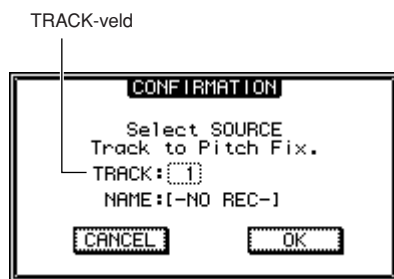 TRACK-veld
CONFIRMATION
Select SOURCE
Track to Pitch Fix.
TRACK: 1
NAME:[-NO REC-]
CANCEL OK